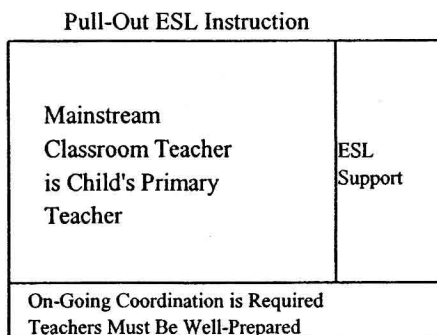 Pull-Out ESL Instruction
Mainstream
Classroom Teacher
is Child's Primary
Teacher
ESL
Support
On-Going Coordination is Required
Teachers Must Be Well-Prepared